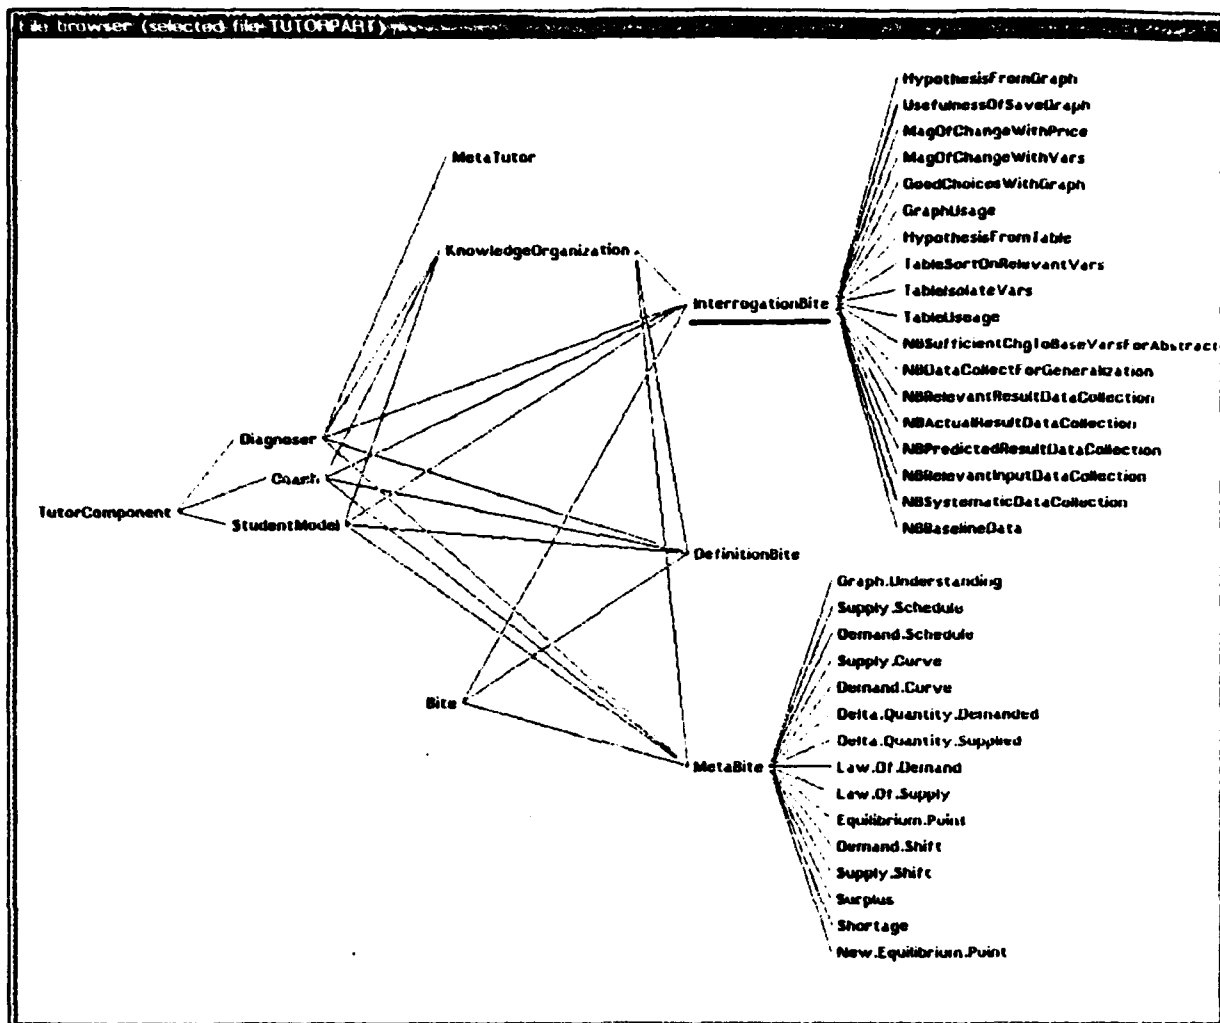 file browser (selected file TUTORPART)
HypothesisFromGraph
UsefulnessOfSaveGraph
MagOfChangeWithPrice
MagOfChangeWithVars
GoodChoicesWithGraph
GraphUsage
HypothesisFromTable
TableSortOnRelevantVars
TableIsolateVars
TableUseage
NBSufficientChgToBaseVarsForAbstract
NBDataCollectForGeneralization
NBRelevantResultDataCollection
NBActualResultDataCollection
NBPredictedResultDataCollection
NBRelevantInputDataCollection
NBSystematicDataCollection
NBBaselineData
MetaTutor
KnowledgeOrganization
InterrogationBite
Diagnoser
Coach
TutorComponent
StudentModel
DefinitionBite
Bite
MetaBite
Graph.Understanding
Supply.Schedule
Demand.Schedule
Supply.Curve
Demand.Curve
Delta.Quantity.Demanded
Delta.Quantity.Supplied
Law.Of.Demand
Law.Of.Supply
Equilibrium.Point
Demand.Shift
Supply.Shift
Surplus
Shortage
New.Equilibrium.Point